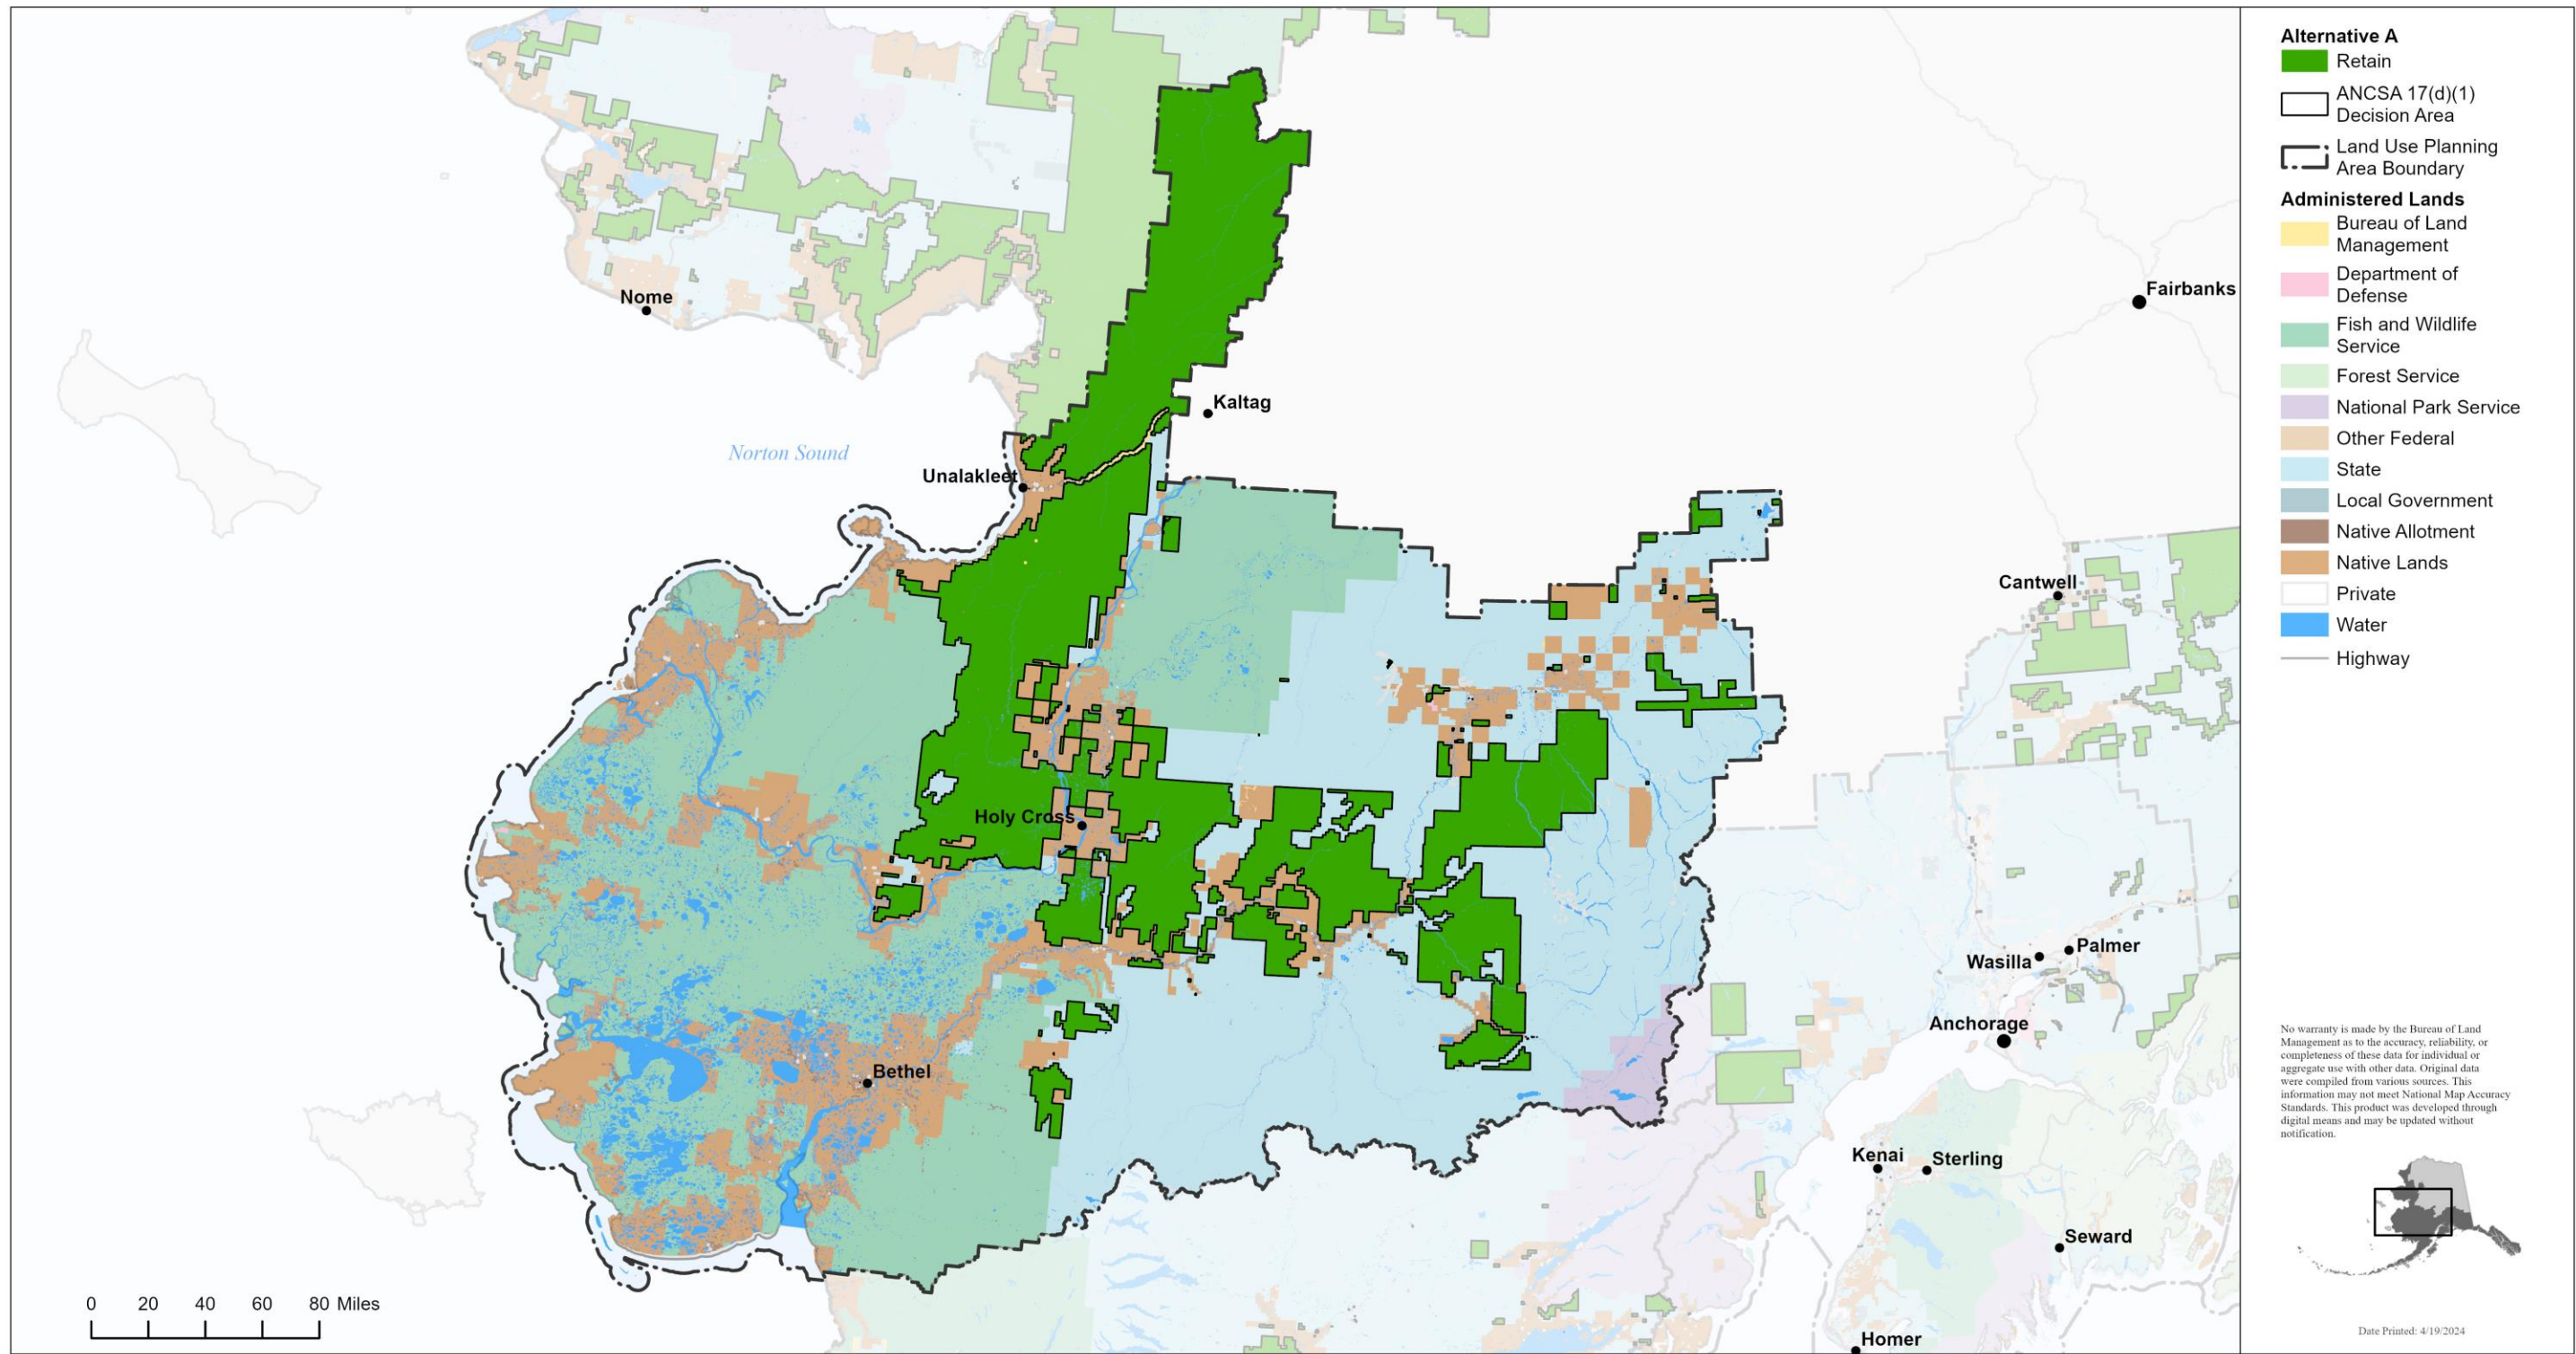 Nome
Fairbanks
Kaltag
Norton Sound
Unalakleet
Cantwell
Holy Cross
Palmer
Wasilla
Anchorage
Bethel
Kenai
Sterling
Seward
Homer
0 20 40 60 80 Miles
Alternative A
Retain
ANCSA 17(d)(1)
Decision Area
Land Use Planning
Area Boundary
Administered Lands
Bureau of Land
Management
Department of
Defense
Fish and Wildlife
Service
Forest Service
National Park Service
Other Federal
State
Local Government
Native Allotment
Native Lands
Private
Water
Highway
No warranty is made by the Bureau of Land
Management as to the accuracy, reliability, or
completeness of these data for individual or
aggregate use with other data. Original data
were compiled from various sources. This
information may not meet National Map Accuracy
Standards. This product was developed through
digital means and may be updated without
notification.
Date Printed: 4/19/2024